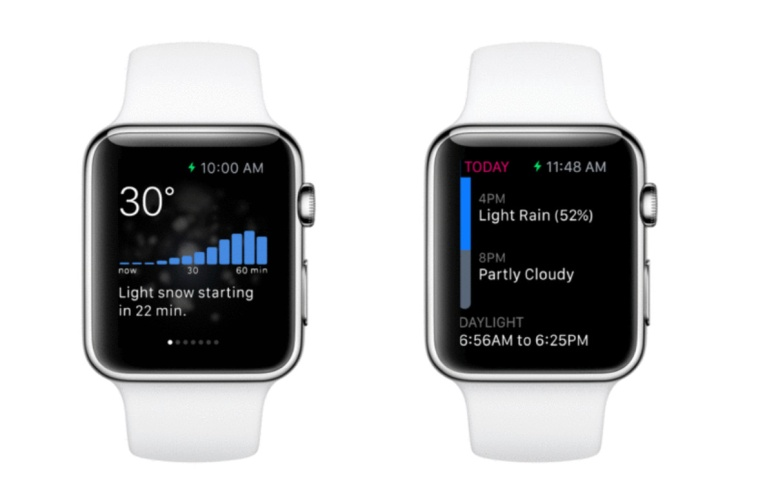 10:00 AM
30°
now 30 60 min
Light snow starting
in 22 min.
TODAY 11:48 AM
4PM
Light Rain (52%)
8PM
Partly Cloudy
DAYLIGHT
6:56AM to 6:25PM